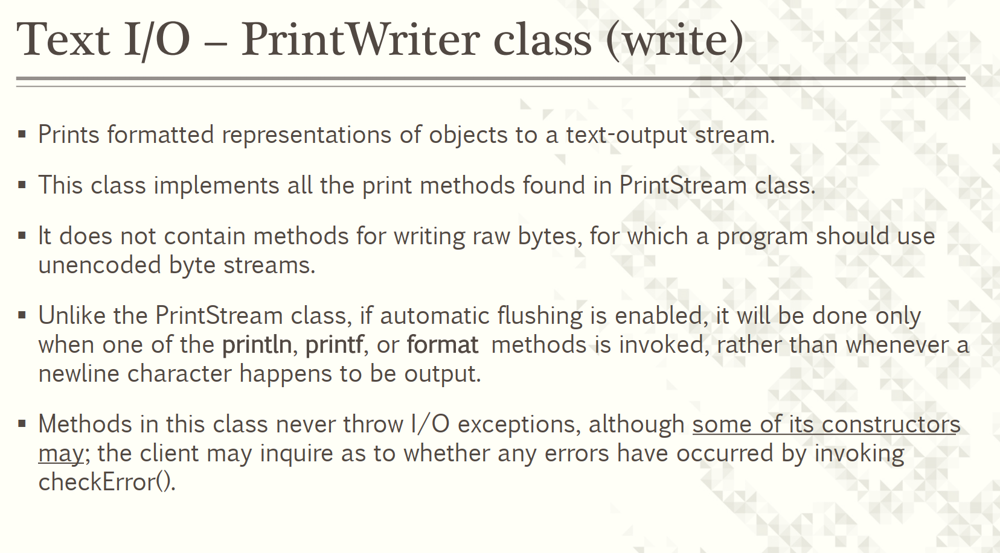 Text I/O – PrintWriter class (write)
▪ Prints formatted representations of objects to a text-output stream.
▪ This class implements all the print methods found in PrintStream class.
▪ It does not contain methods for writing raw bytes, for which a program should use
unencoded byte streams.
▪ Unlike the PrintStream class, if automatic flushing is enabled, it will be done only
when one of the println, printf, or format methods is invoked, rather than whenever a
newline character happens to be output.
▪ Methods in this class never throw I/O exceptions, although some of its constructors
may; the client may inquire as to whether any errors have occurred by invoking
checkError().